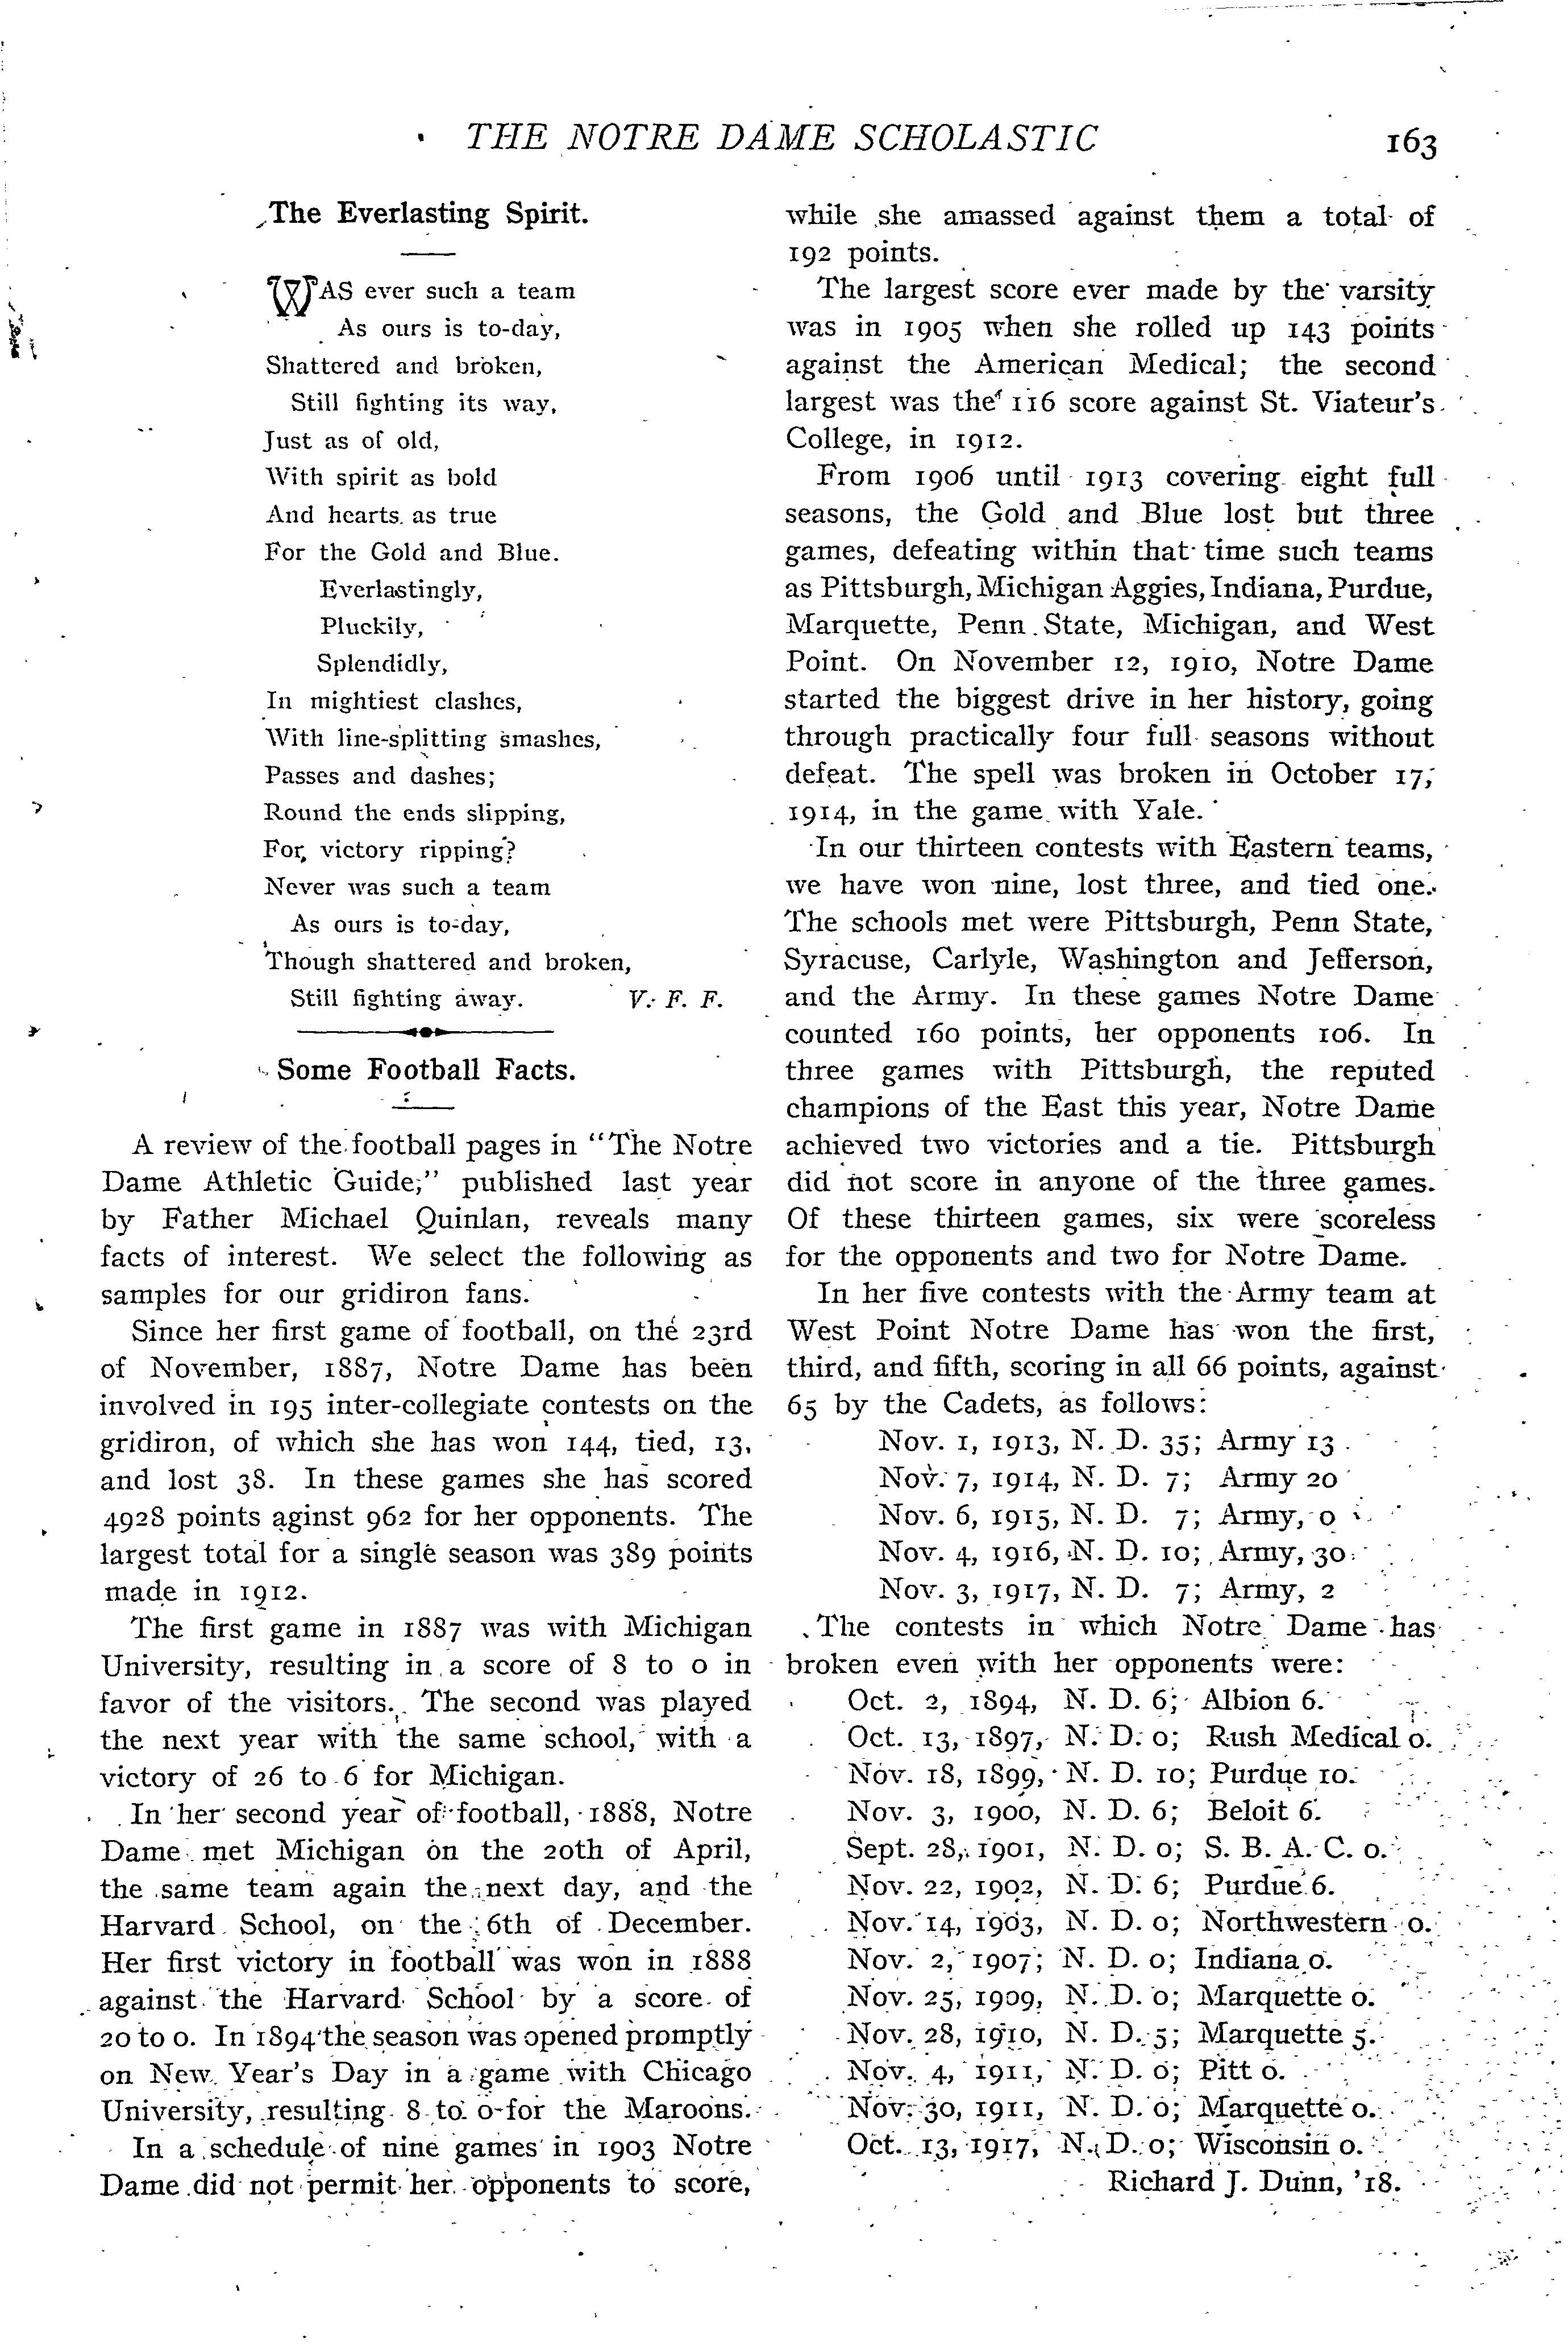 THE NOTRE DAME SCHOLASTIC 163
The Everlasting Spirit.
WAS ever such a team
As ours is to-day,
Shattered and broken,
Still fighting its way,
Just as of old,
With spirit as bold
And hearts as true
For the Gold and Blue.
Everlastingly,
Pluckily,
Splendidly,
In mightiest clashes,
With line-splitting smashes,
Passes and dashes;
Round the ends slipping,
For victory ripping?
Never was such a team
As ours is to-day,
Though shattered and broken,
Still fighting away. V. F. F.
Some Football Facts.
A review of the football pages in "The Notre
Dame Athletic Guide," published last year
by Father Michael Quinlan, reveals many
facts of interest. We select the following as
samples for our gridiron fans.
Since her first game of football, on the 23rd
of November, 1887, Notre Dame has been
involved in 195 inter-collegiate contests on the
gridiron, of which she has won 144, tied, 13,
and lost 38. In these games she has scored
4928 points aginst 962 for her opponents. The
largest total for a single season was 389 points
made in 1912.
The first game in 1887 was with Michigan
University, resulting in a score of 8 to 0 in
favor of the visitors. The second was played
the next year with the same school, with a
victory of 26 to 6 for Michigan.
In her second year of football, 1888, Notre
Dame met Michigan on the 20th of April,
the same team again the next day, and the
Harvard School, on the 6th of December.
Her first victory in football was won in 1888
against the Harvard School by a score of
20 to 0. In 1894 the season was opened promptly
on New Year's Day in a game with Chicago
University, resulting 8 to 0 for the Maroons.
In a schedule of nine games in 1903 Notre
Dame did not permit her opponents to score,
while she amassed against them a total of
192 points.
The largest score ever made by the varsity
was in 1905 when she rolled up 143 points
against the American Medical; the second
largest was the 116 score against St. Viateur's
College, in 1912.
From 1906 until 1913 covering eight full
seasons, the Gold and Blue lost but three
games, defeating within that time such teams
as Pittsburgh, Michigan Aggies, Indiana, Purdue,
Marquette, Penn State, Michigan, and West
Point. On November 12, 1910, Notre Dame
started the biggest drive in her history, going
through practically four full seasons without
defeat. The spell was broken in October 17,
1914, in the game with Yale.
In our thirteen contests with Eastern teams,
we have won nine, lost three, and tied one.
The schools met were Pittsburgh, Penn State,
Syracuse, Carlyle, Washington and Jefferson,
and the Army. In these games Notre Dame
counted 160 points, her opponents 106. In
three games with Pittsburgh, the reputed
champions of the East this year, Notre Dame
achieved two victories and a tie. Pittsburgh
did not score in anyone of the three games.
Of these thirteen games, six were scoreless
for the opponents and two for Notre Dame.
In her five contests with the Army team at
West Point Notre Dame has won the first,
third, and fifth, scoring in all 66 points, against
65 by the Cadets, as follows:
Nov. 1, 1913, N. D. 35; Army 13
Nov. 7, 1914, N. D. 7; Army 20
Nov. 6, 1915, N. D. 7; Army, 0
Nov. 4, 1916, N. D. 10; Army, 30
Nov. 3, 1917, N. D. 7; Army, 2
The contests in which Notre Dame has
broken even with her opponents were:
Oct. 2, 1894, N. D. 6; Albion 6.
Oct. 13, 1897, N. D. 0; Rush Medical 0.
Nov. 18, 1899, N. D. 10; Purdue 10.
Nov. 3, 1900, N. D. 6; Beloit 6.
Sept. 28, 1901, N. D. 0; S. B. A. C. 0.
Nov. 22, 1902, N. D. 6; Purdue 6.
Nov. 14, 1903, N. D. 0; Northwestern 0.
Nov. 2, 1907; N. D. 0; Indiana 0.
Nov. 25, 1909, N. D. 0; Marquette 0.
Nov. 28, 1910, N. D. 5; Marquette 5.
Nov. 4, 1911, N. D. 0; Pitt 0.
Nov. 30, 1911, N. D. 0; Marquette 0.
Oct. 13, 1917, N. D. 0; Wisconsin 0.
Richard J. Dunn, '18.